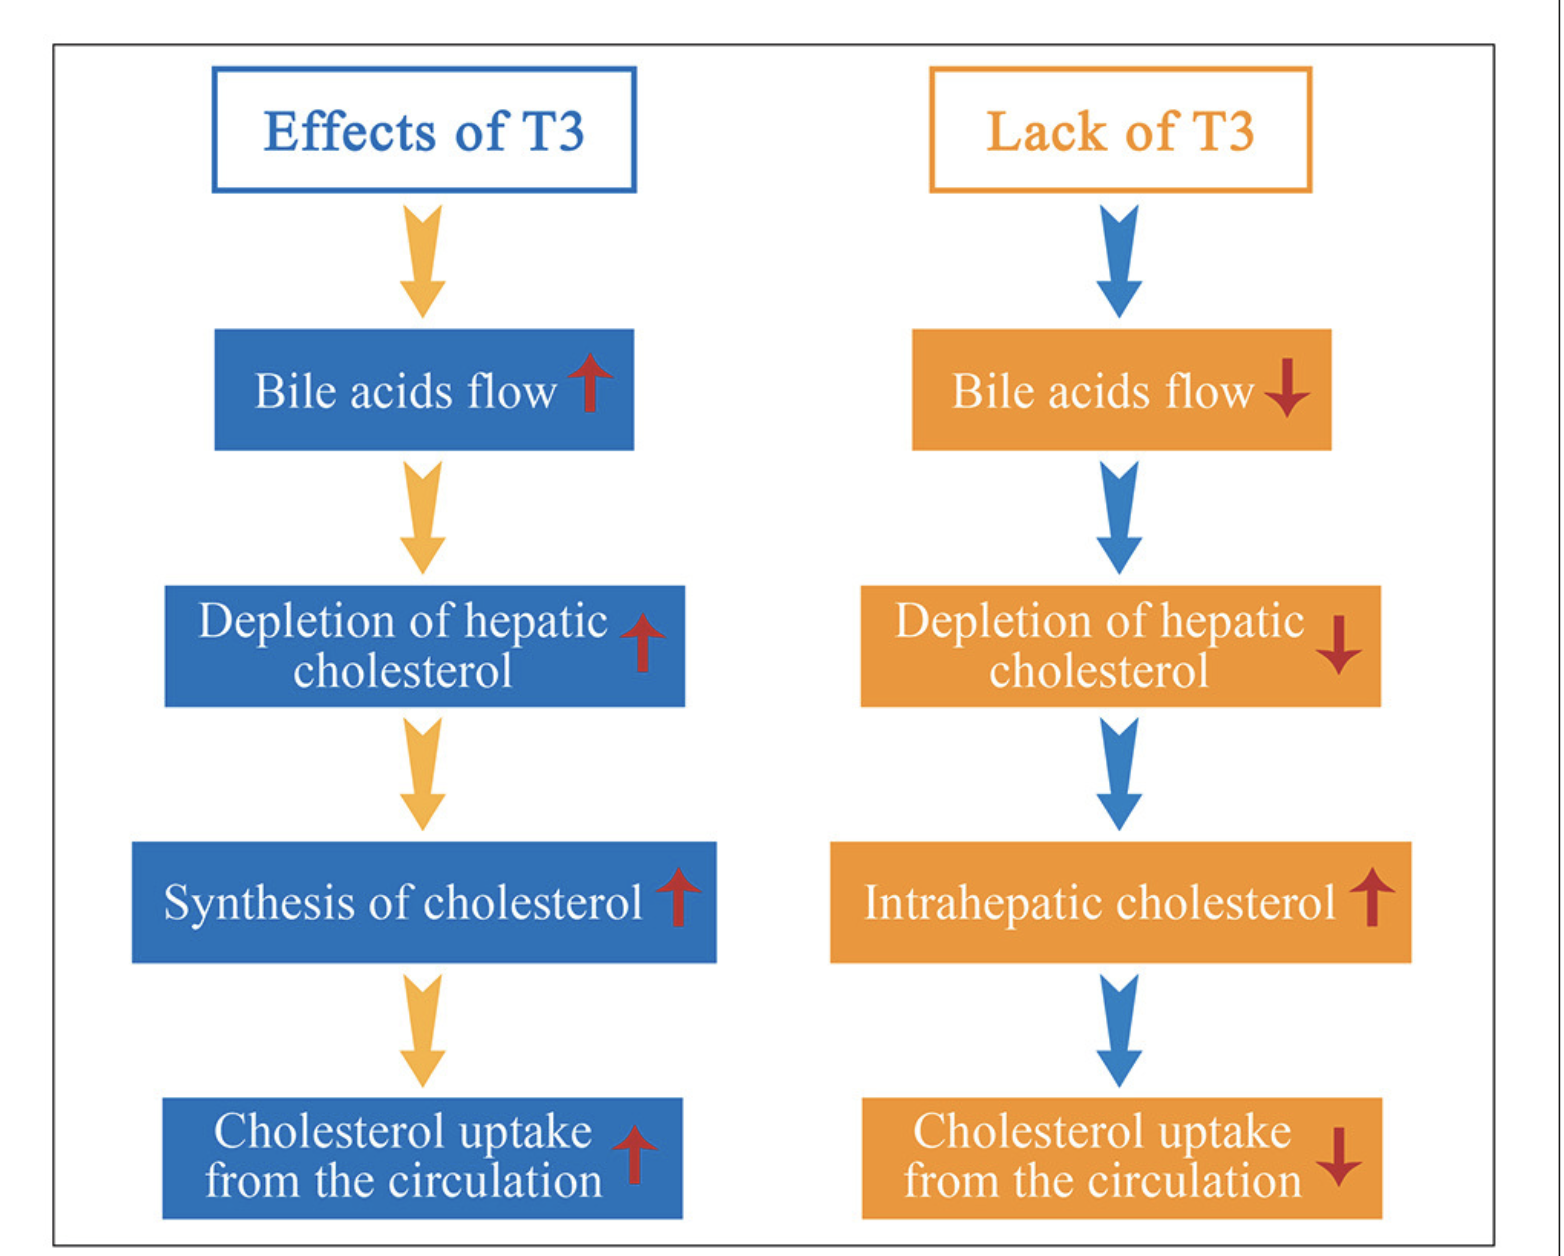 Effects of T3
Bile acids flow
Depletion of hepatic
cholesterol
Synthesis of cholesterol
Cholesterol uptake
from the circulation
Lack of T3
Bile acids flow
Depletion of hepatic
cholesterol
Intrahepatic cholesterol
Cholesterol uptake
from the circulation